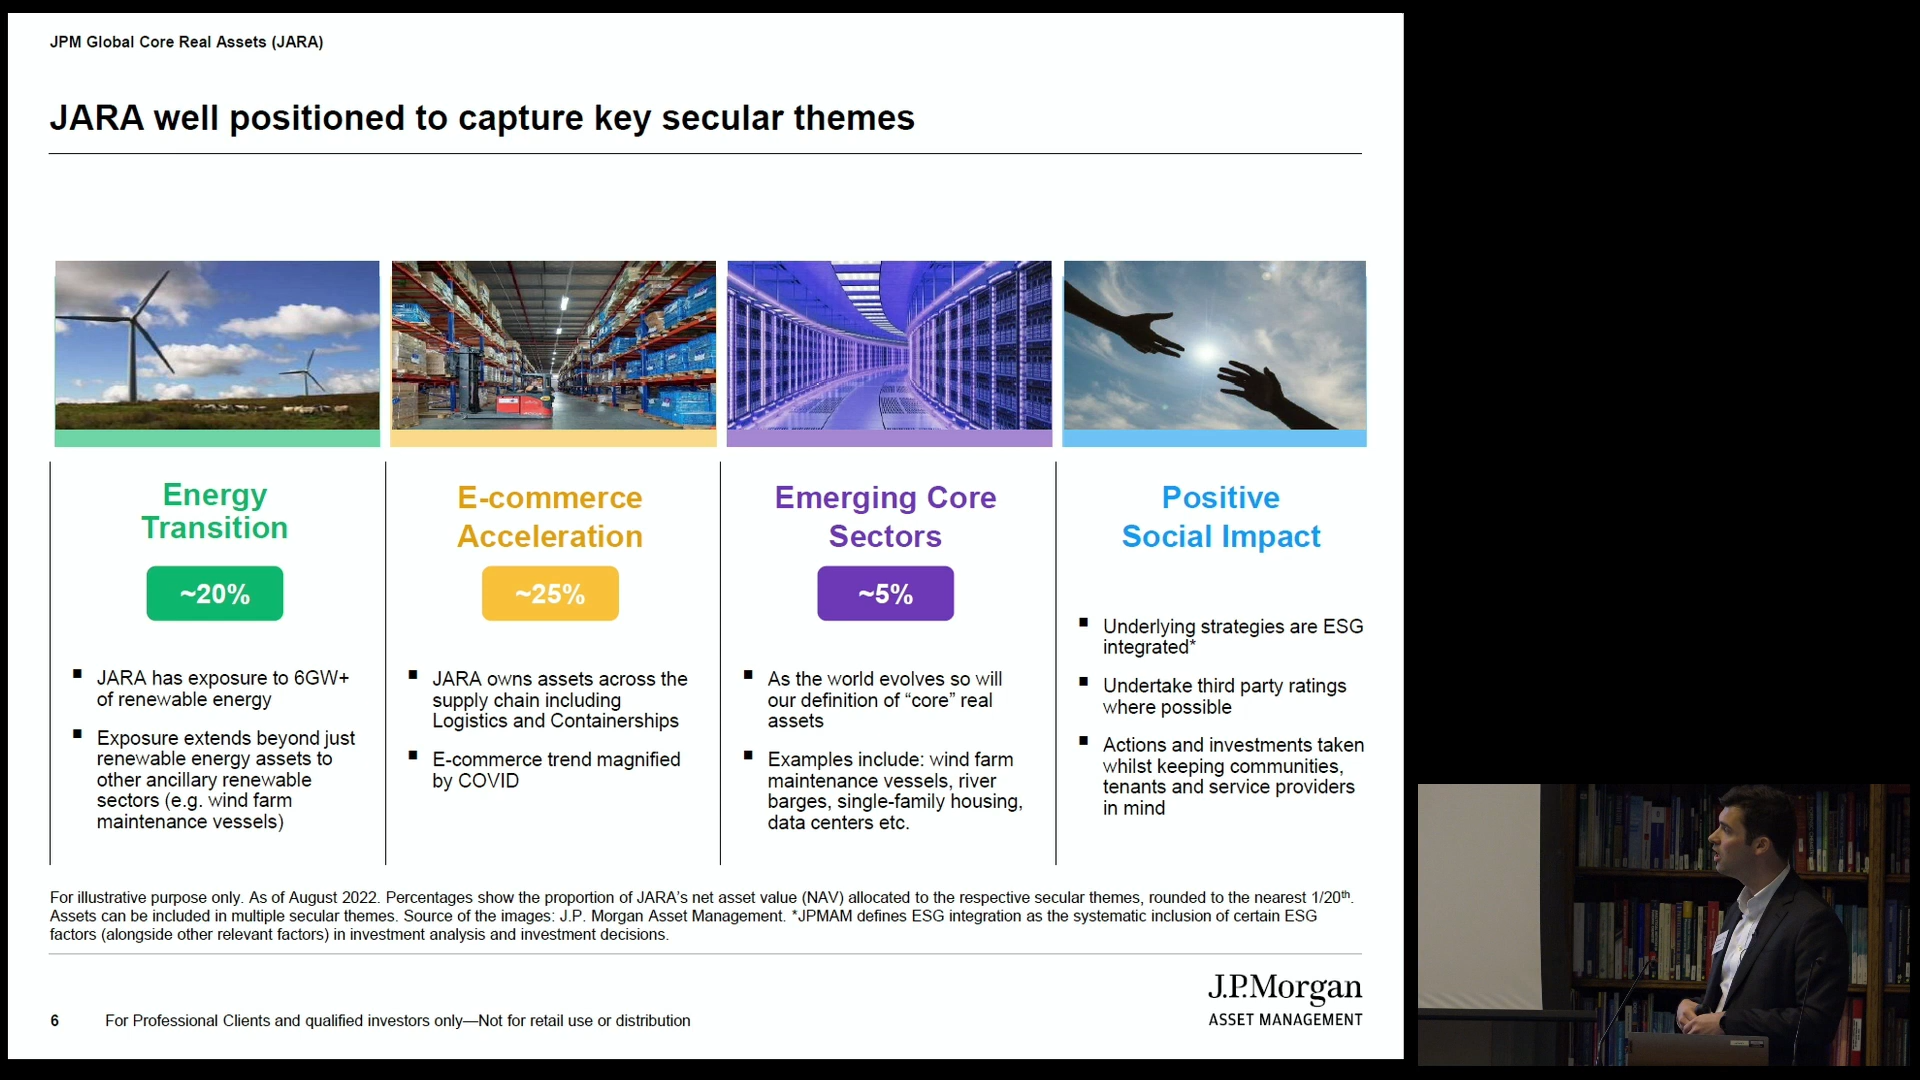 JPM Global Core Real Assets (JARA)
JARA well positioned to capture key secular themes
Energy
Transition
~20%
■ JARA has exposure to 6GW+
of renewable energy
■ Exposure extends beyond just
renewable energy assets to
other ancillary renewable
sectors (e.g. wind farm
maintenance vessels)
E-commerce
Acceleration
~25%
■ JARA owns assets across the
supply chain including
Logistics and Containerships
■ E-commerce trend magnified
by COVID
Emerging Core
Sectors
~5%
■ As the world evolves so will
our definition of “core” real
assets
■ Examples include: wind farm
maintenance vessels, river
barges, single-family housing,
data centers etc.
Positive
Social Impact
■ Underlying strategies are ESG
integrated*
■ Undertake third party ratings
where possible
■ Actions and investments taken
whilst keeping communities,
tenants and service providers
in mind
For illustrative purpose only. As of August 2022. Percentages show the proportion of JARA’s net asset value (NAV) allocated to the respective secular themes, rounded to the nearest 1/20th.
Assets can be included in multiple secular themes. Source of the images: J.P. Morgan Asset Management. *JPMAM defines ESG integration as the systematic inclusion of certain ESG
factors (alongside other relevant factors) in investment analysis and investment decisions.
J.P.Morgan
ASSET MANAGEMENT
6 For Professional Clients and qualified investors only—Not for retail use or distribution